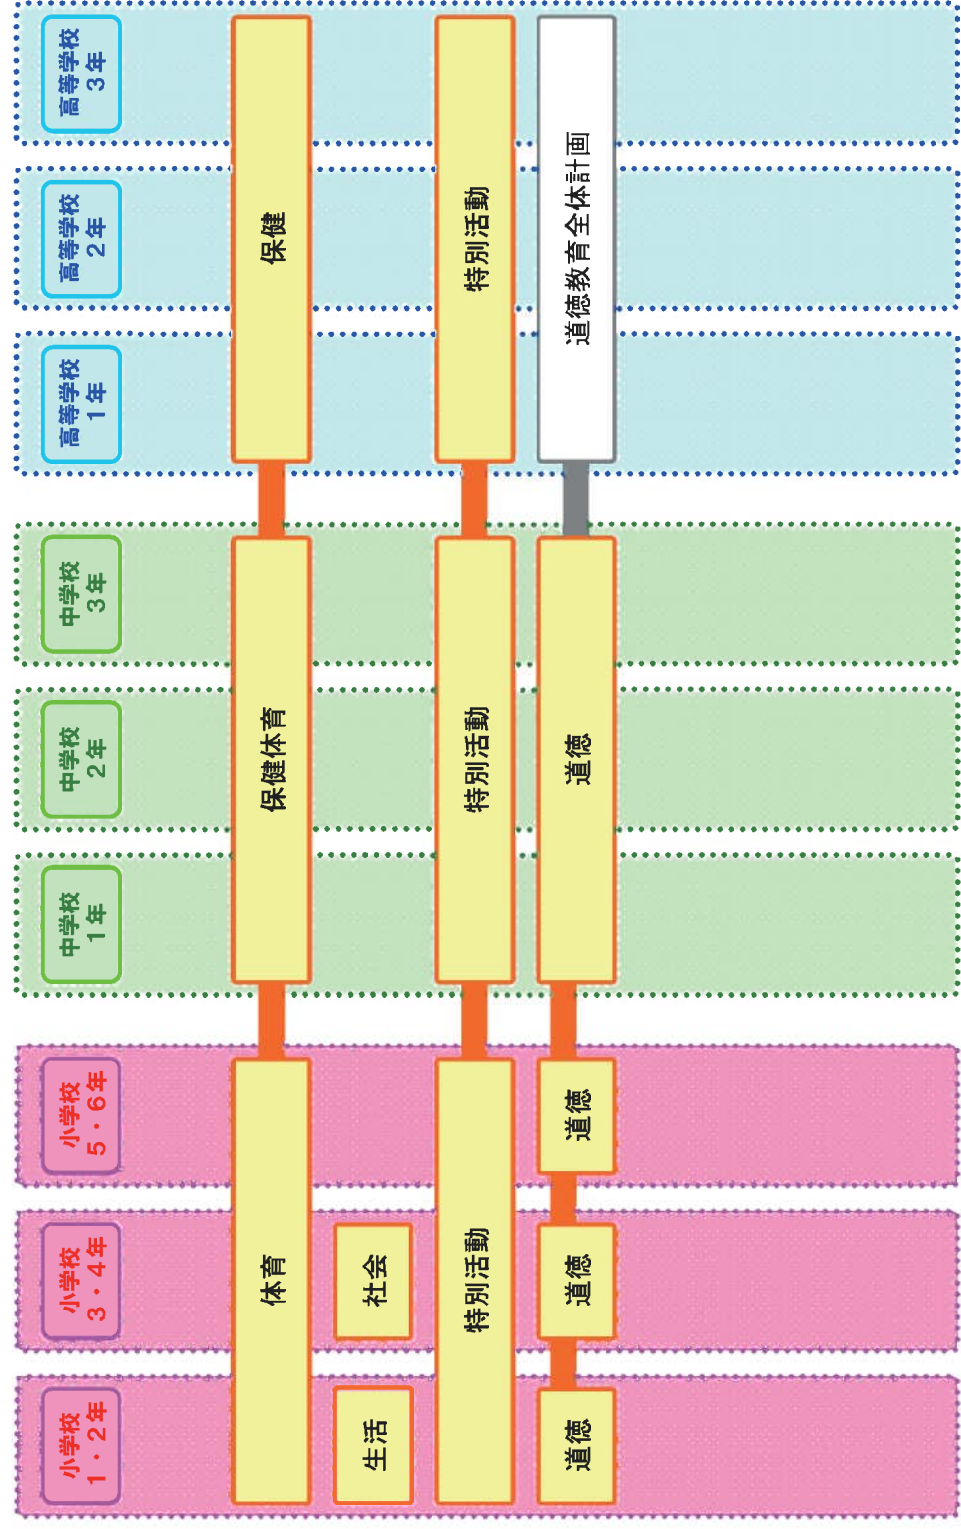 小学校
1・2年
小学校
3・4年
小学校
5・6年
中学校
1年
中学校
2年
中学校
3年
高等学校
1年
高等学校
2年
高等学校
3年
体育
保健体育
保健
生活
社会
特別活動
特別活動
特別活動
道徳
道徳
道徳
道徳
道徳教育全体計画